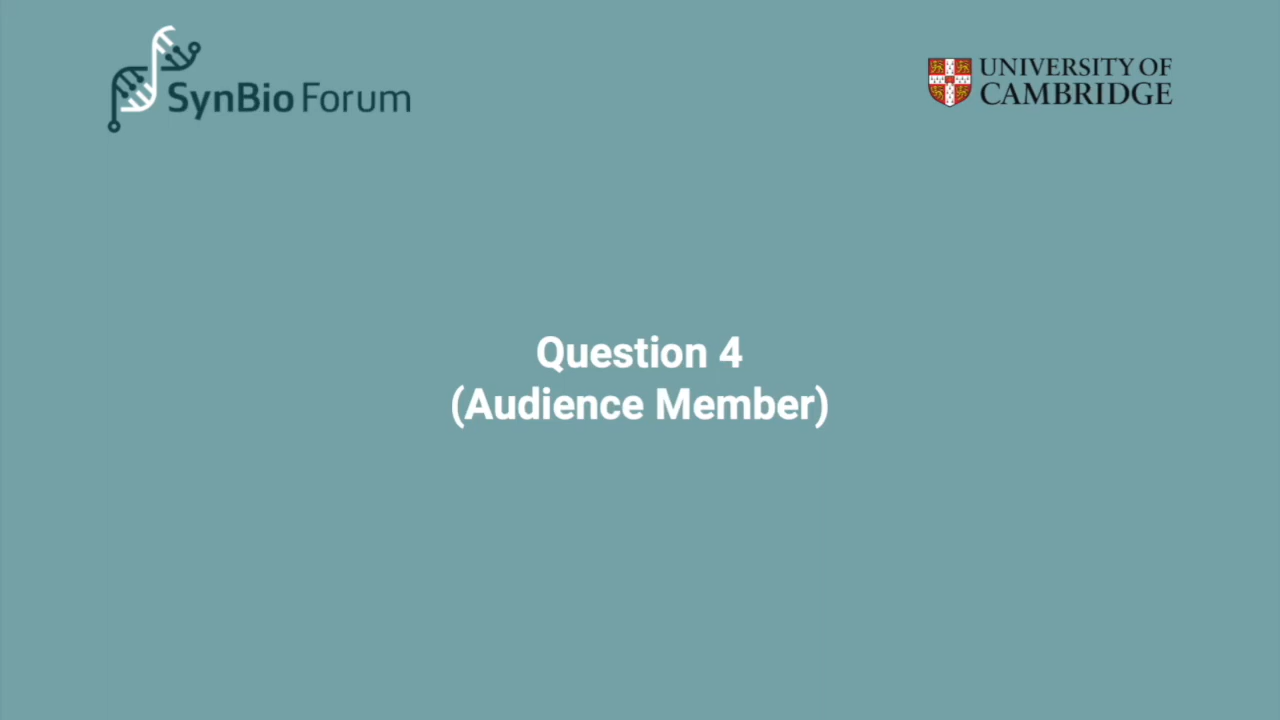 SynBio Forum
UNIVERSITY OF
CAMBRIDGE
Question 4
(Audience Member)